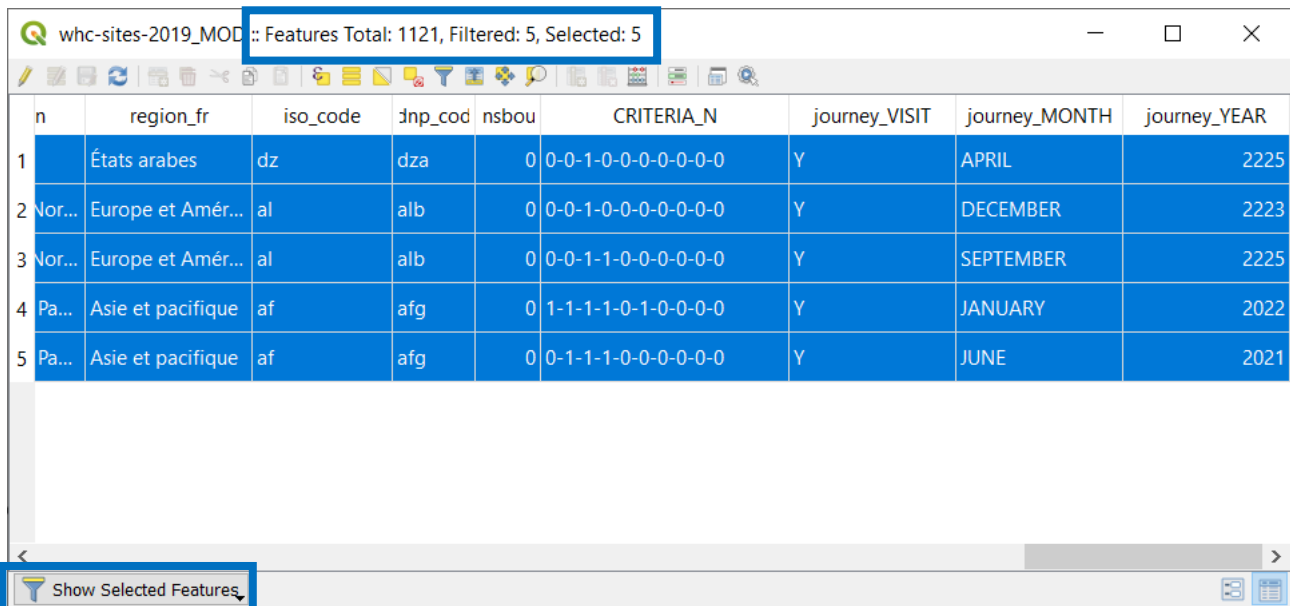 whc-sites-2019_MOD :: Features Total: 1121, Filtered: 5, Selected: 5
n region_fr iso_code dnp_cod nsbou CRITERIA_N journey_VISIT journey_MONTH journey_YEAR
1 États arabes dz dza 0 0-0-1-0-0-0-0-0-0-0 Y APRIL 2225
2 Nor... Europe et Amér... al alb 0 0-0-1-0-0-0-0-0-0-0 Y DECEMBER 2223
3 Nor... Europe et Amér... al alb 0 0-0-1-1-0-0-0-0-0-0 Y SEPTEMBER 2225
4 Pa... Asie et pacifique af afg 0 1-1-1-1-0-1-0-0-0-0 Y JANUARY 2022
5 Pa... Asie et pacifique af afg 0 0-1-1-1-0-0-0-0-0-0 Y JUNE 2021
Show Selected Features